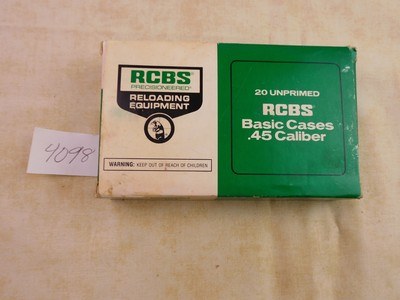 4098
RCBS®
PRECISIONEERED®
RELOADING
EQUIPMENT
WARNING: KEEP OUT OF REACH OF CHILDREN
20 UNPRIMED
RCBS®
Basic Cases
.45 Caliber